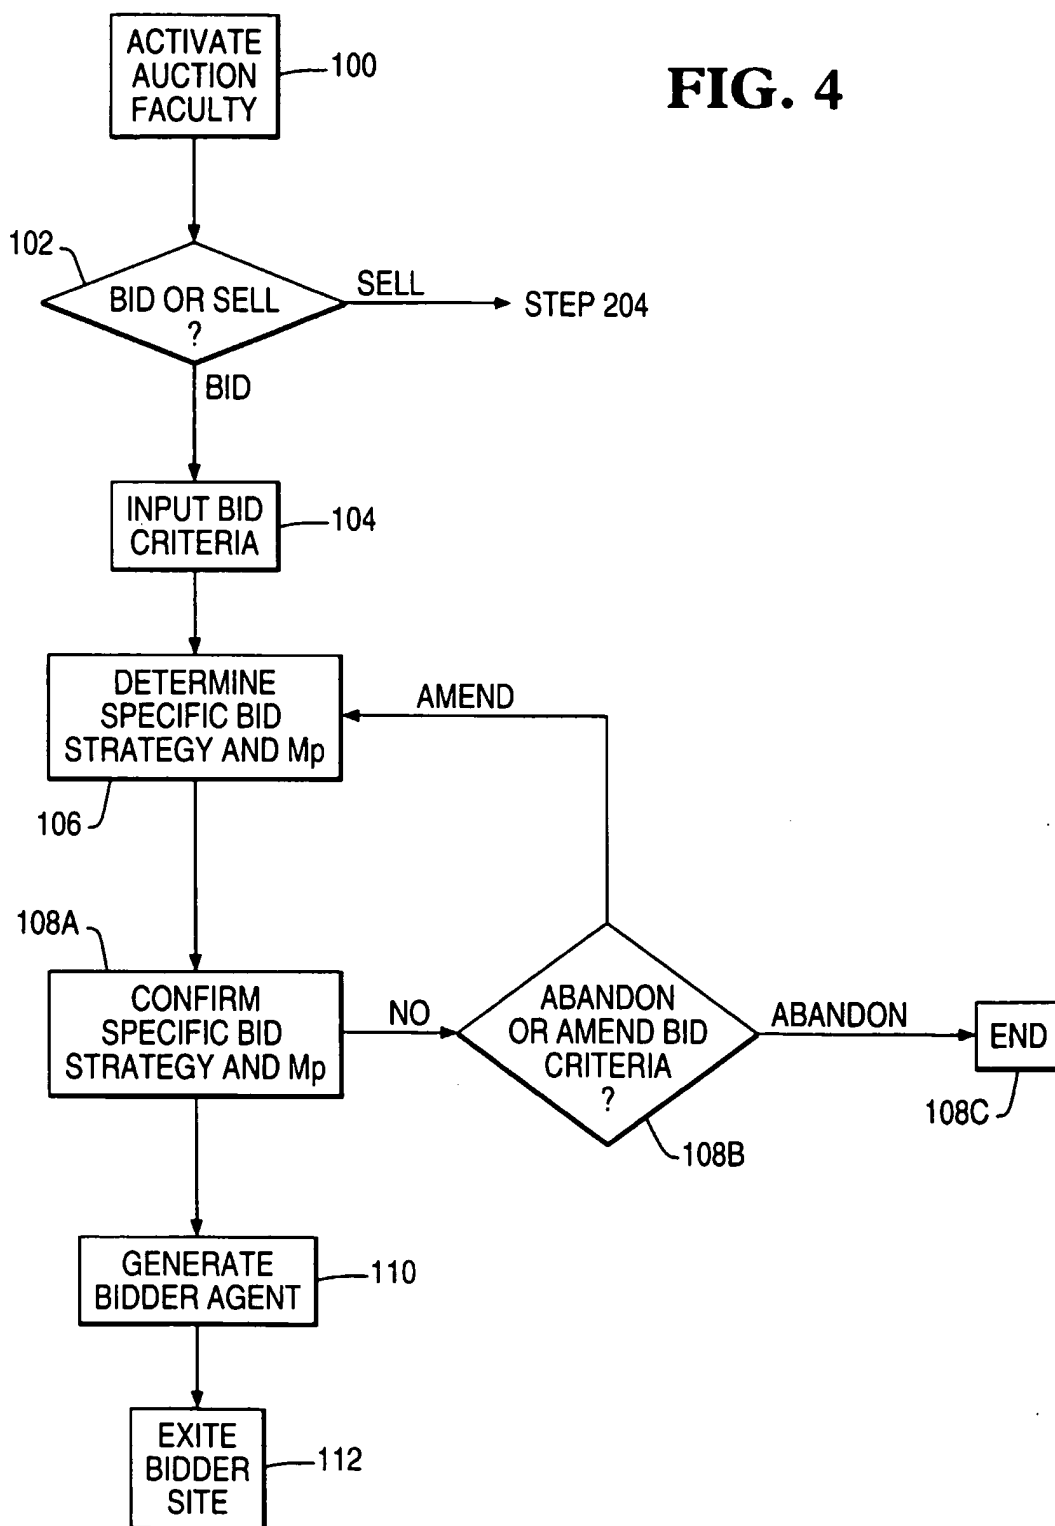 FIG. 4
ACTIVATE
AUCTION
FACULTY
100
102
BID OR SELL
?
SELL
STEP 204
BID
INPUT BID
CRITERIA
104
DETERMINE
SPECIFIC BID
STRATEGY AND Mp
106
AMEND
108A
CONFIRM
SPECIFIC BID
STRATEGY AND Mp
NO
ABANDON
OR AMEND BID
CRITERIA
?
108B
ABANDON
END
108C
GENERATE
BIDDER AGENT
110
EXITE
BIDDER
SITE
112